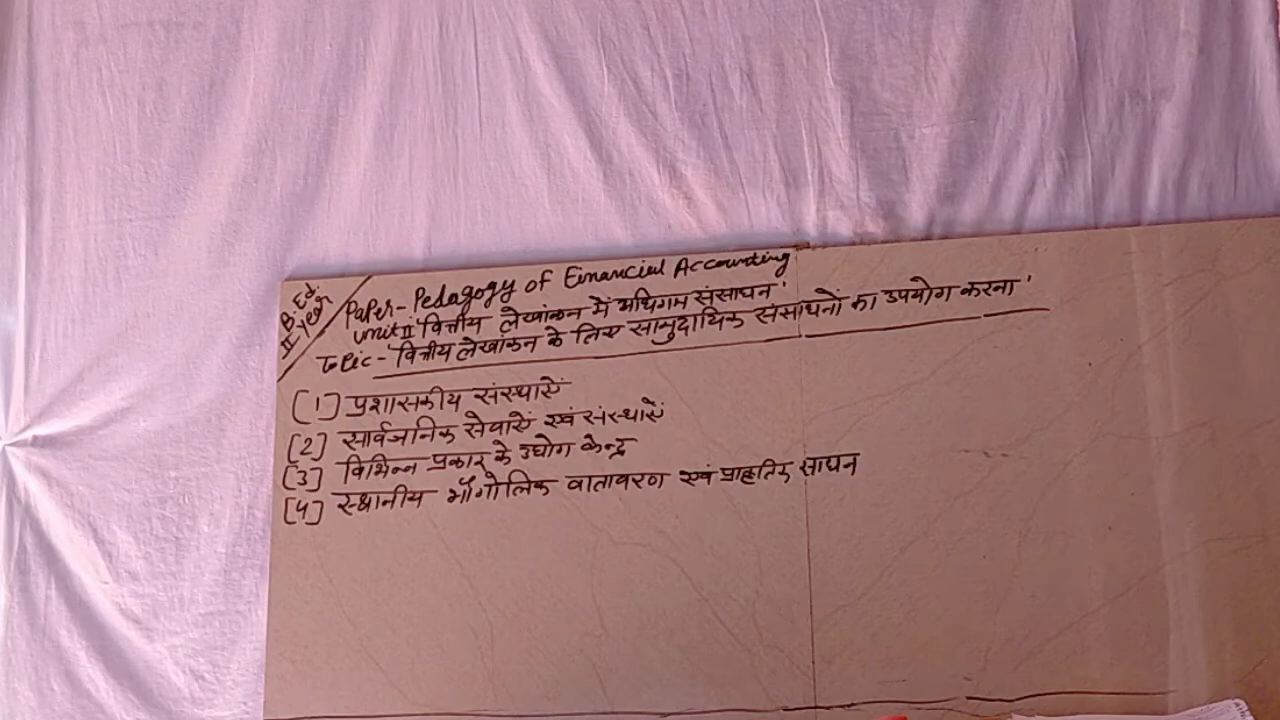 B.Ed.
II year
Paper- Pedagogy of Financial Accounting
unit II 'वित्तीय लेखांकन में अधिगम संसाधन'
Topic- 'वित्तीय लेखांकन के लिए सामुदायिक संसाधनों का उपयोग करना'
[1] प्रशासकीय संस्थाएें
[2] सार्वजनिक सेवाएें एवं संस्थाएें
[3] विभिन्न प्रकार के उद्योग केन्द्र
[4] स्थानीय भौगोलिक वातावरण एवं प्राकृतिक साधन